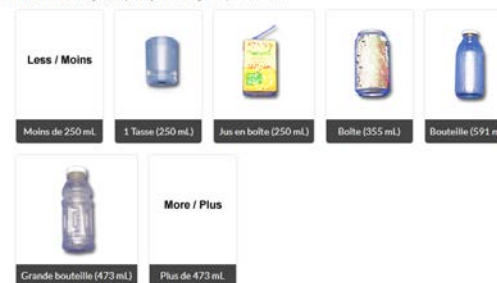 Less / Moins
Moins de 250 mL
1 Tasse (250 mL)
Jus en boîte (250 mL)
Boîte (355 mL)
Bouteille (591 m
More / Plus
Grande bouteille (473 mL)
Plus de 473 mL